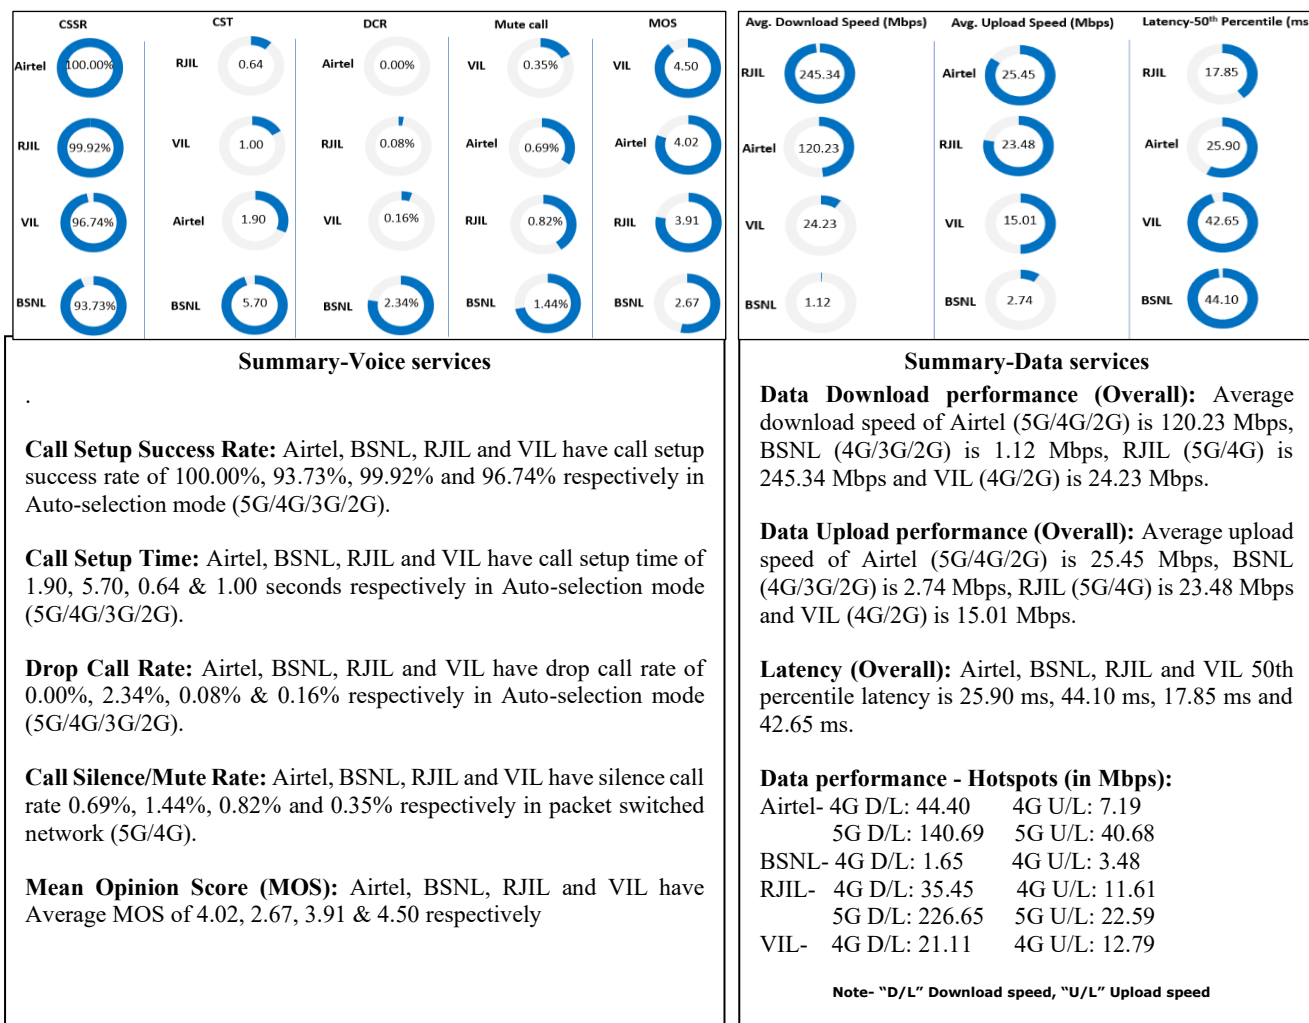 CSSR
Airtel 100.00%
RJIL 99.92%
VIL 96.74%
BSNL 93.73%
CST
RJIL 0.64
VIL 1.00
Airtel 1.90
BSNL 5.70
DCR
Airtel 0.00%
RJIL 0.08%
VIL 0.16%
BSNL 2.34%
Mute call
VIL 0.35%
Airtel 0.69%
RJIL 0.82%
BSNL 1.44%
MOS
VIL 4.50
Airtel 4.02
RJIL 3.91
BSNL 2.67
Avg. Download Speed (Mbps)
RJIL 245.34
Airtel 120.23
VIL 24.23
BSNL 1.12
Avg. Upload Speed (Mbps)
Airtel 25.45
RJIL 23.48
VIL 15.01
BSNL 2.74
Latency-50th Percentile (ms
RJIL 17.85
Airtel 25.90
VIL 42.65
BSNL 44.10
Summary-Voice services
.
Call Setup Success Rate: Airtel, BSNL, RJIL and VIL have call setup
success rate of 100.00%, 93.73%, 99.92% and 96.74% respectively in
Auto-selection mode (5G/4G/3G/2G).
Call Setup Time: Airtel, BSNL, RJIL and VIL have call setup time of
1.90, 5.70, 0.64 & 1.00 seconds respectively in Auto-selection mode
(5G/4G/3G/2G).
Drop Call Rate: Airtel, BSNL, RJIL and VIL have drop call rate of
0.00%, 2.34%, 0.08% & 0.16% respectively in Auto-selection mode
(5G/4G/3G/2G).
Call Silence/Mute Rate: Airtel, BSNL, RJIL and VIL have silence call
rate 0.69%, 1.44%, 0.82% and 0.35% respectively in packet switched
network (5G/4G).
Mean Opinion Score (MOS): Airtel, BSNL, RJIL and VIL have
Average MOS of 4.02, 2.67, 3.91 & 4.50 respectively
Summary-Data services
Data Download performance (Overall): Average
download speed of Airtel (5G/4G/2G) is 120.23 Mbps,
BSNL (4G/3G/2G) is 1.12 Mbps, RJIL (5G/4G) is
245.34 Mbps and VIL (4G/2G) is 24.23 Mbps.
Data Upload performance (Overall): Average upload
speed of Airtel (5G/4G/2G) is 25.45 Mbps, BSNL
(4G/3G/2G) is 2.74 Mbps, RJIL (5G/4G) is 23.48 Mbps
and VIL (4G/2G) is 15.01 Mbps.
Latency (Overall): Airtel, BSNL, RJIL and VIL 50th
percentile latency is 25.90 ms, 44.10 ms, 17.85 ms and
42.65 ms.
Data performance - Hotspots (in Mbps):
Airtel- 4G D/L: 44.40 4G U/L: 7.19
5G D/L: 140.69 5G U/L: 40.68
BSNL- 4G D/L: 1.65 4G U/L: 3.48
RJIL- 4G D/L: 35.45 4G U/L: 11.61
5G D/L: 226.65 5G U/L: 22.59
VIL- 4G D/L: 21.11 4G U/L: 12.79
Note- “D/L” Download speed, “U/L” Upload speed